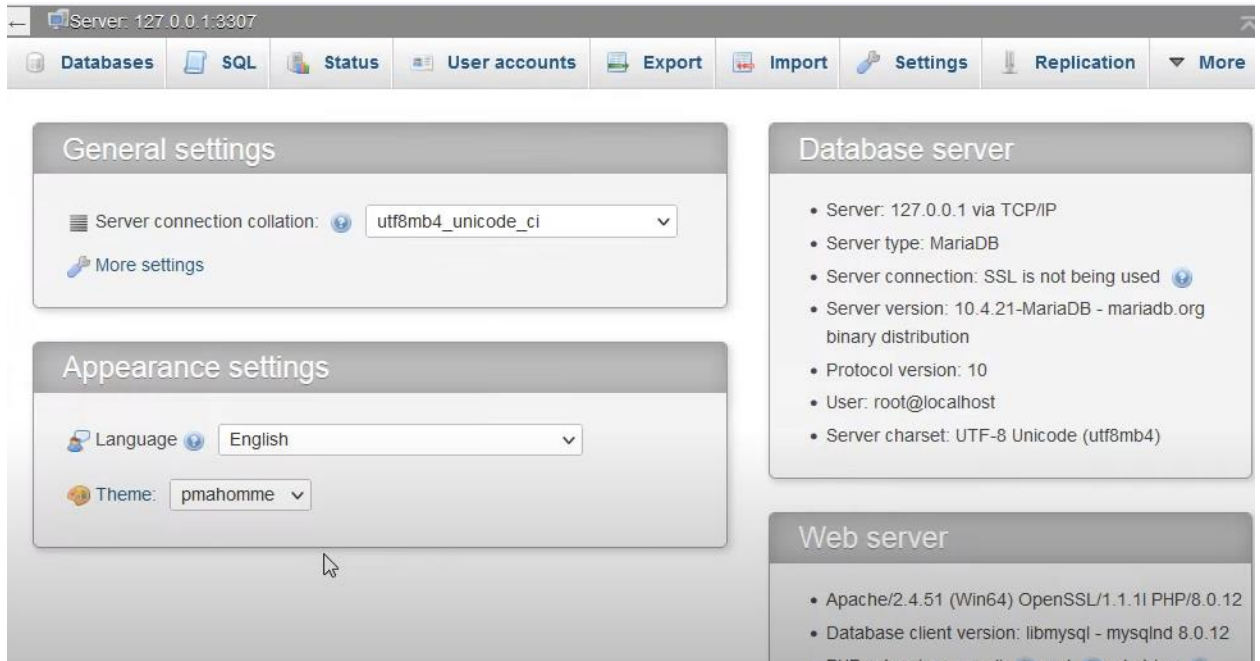 Server: 127.0.0.1:3307
Databases SQL Status User accounts Export Import Settings Replication More
General settings
Server connection collation: utf8mb4_unicode_ci
More settings
Appearance settings
Language English
Theme: pmahomme
Database server
Server: 127.0.0.1 via TCP/IP
Server type: MariaDB
Server connection: SSL is not being used
Server version: 10.4.21-MariaDB - mariadb.org
binary distribution
Protocol version: 10
User: root@localhost
Server charset: UTF-8 Unicode (utf8mb4)
Web server
Apache/2.4.51 (Win64) OpenSSL/1.1.1l PHP/8.0.12
Database client version: libmysql - mysqlnd 8.0.12